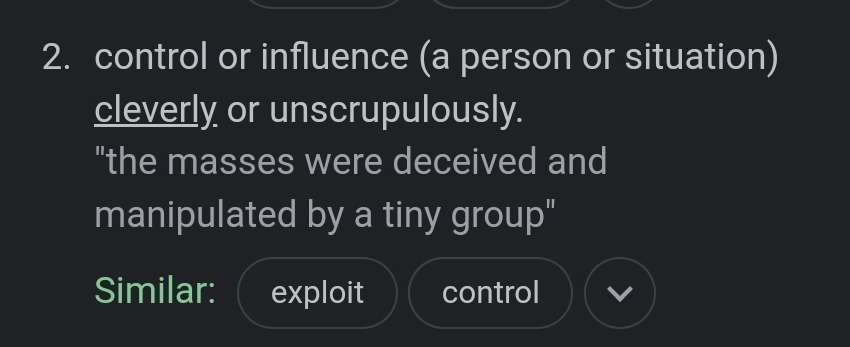 2. control or influence (a person or situation)
cleverly or unscrupulously.
"the masses were deceived and
manipulated by a tiny group"
Similar: exploit control